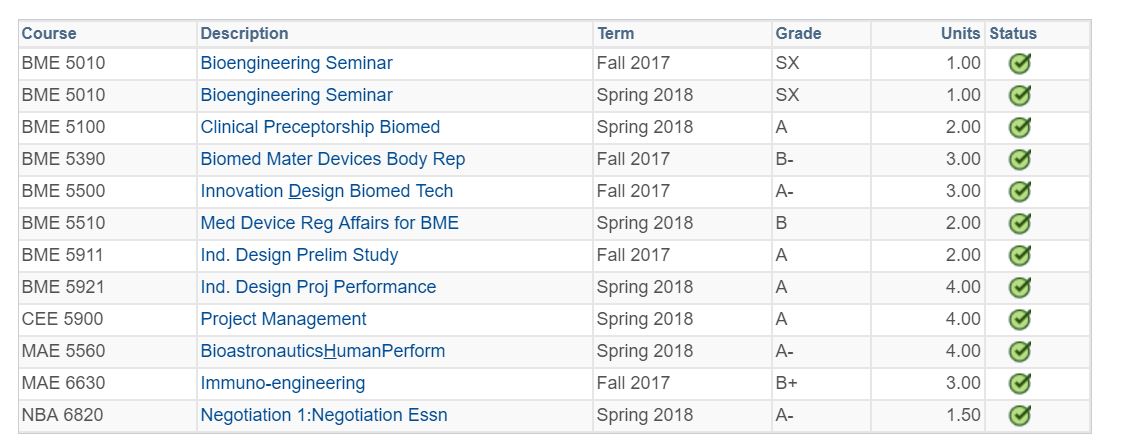 Course Description Term Grade Units Status
BME 5010 Bioengineering Seminar Fall 2017 SX 1.00
BME 5010 Bioengineering Seminar Spring 2018 SX 1.00
BME 5100 Clinical Preceptorship Biomed Spring 2018 A 2.00
BME 5390 Biomed Mater Devices Body Rep Fall 2017 B- 3.00
BME 5500 Innovation Design Biomed Tech Fall 2017 A- 3.00
BME 5510 Med Device Reg Affairs for BME Spring 2018 B 2.00
BME 5911 Ind. Design Prelim Study Fall 2017 A 2.00
BME 5921 Ind. Design Proj Performance Spring 2018 A 4.00
CEE 5900 Project Management Spring 2018 A 4.00
MAE 5560 BioastronauticsHumanPerform Spring 2018 A- 4.00
MAE 6630 Immuno-engineering Fall 2017 B+ 3.00
NBA 6820 Negotiation 1:Negotiation Essn Spring 2018 A- 1.50